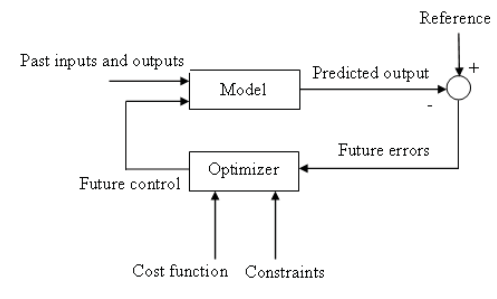 Reference
Past inputs and outputs
Predicted output
+
Model
-
Future errors
Optimizer
Future control
Cost function
Constraints